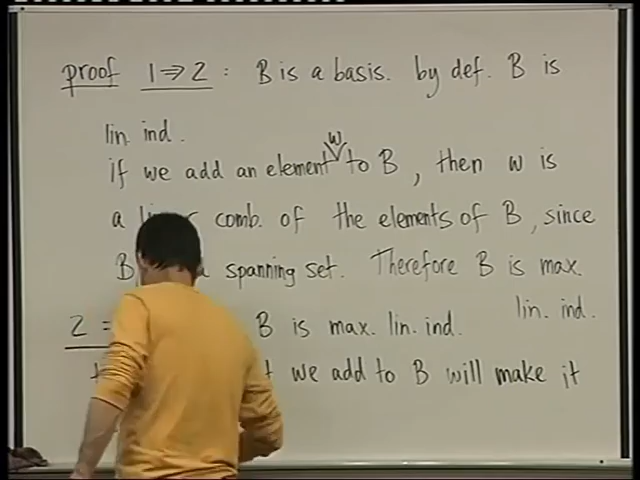 proof 1 ⇒ 2 : B is a basis. by def. B is
lin. ind.
w
if we add an element to B, then w is
a comb. of the elements of B, since
B spanning set. Therefore B is max.
lin. ind.
2 = B is max. lin. ind.
we add to B will make it